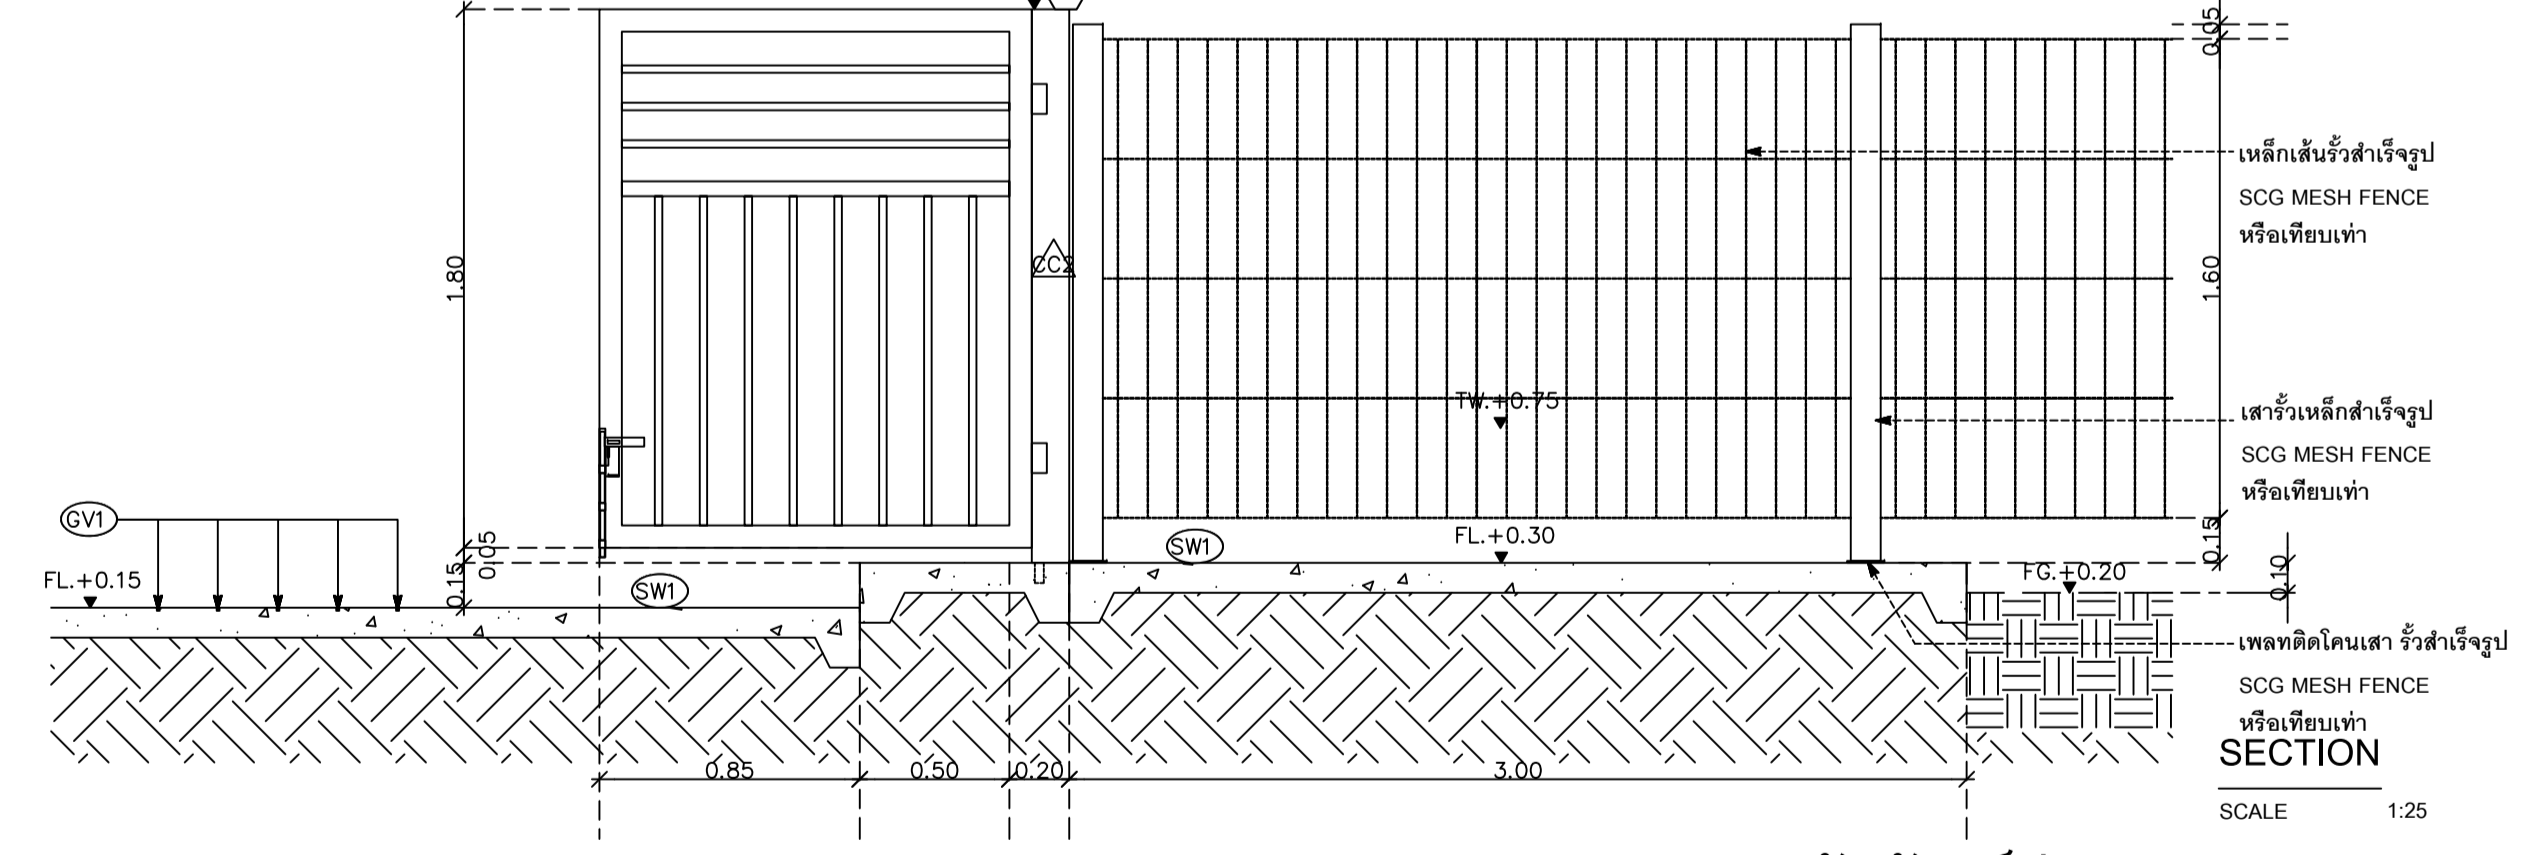 0.05
เหล็กเส้นรั้วสำเร็จรูป
SCG MESH FENCE
หรือเทียบเท่า
1.80
CC2
1.60
TW.+0.75
เสารั้วเหล็กสำเร็จรูป
SCG MESH FENCE
หรือเทียบเท่า
GV1
SW1
FL.+0.30
0.05
0.15
0.15
FL.+0.15
SW1
FG.+0.20
0.10
เพลทติดโคนเสา รั้วสำเร็จรูป
SCG MESH FENCE
หรือเทียบเท่า
SECTION
0.85
0.50
0.20
3.00
SCALE 1:25